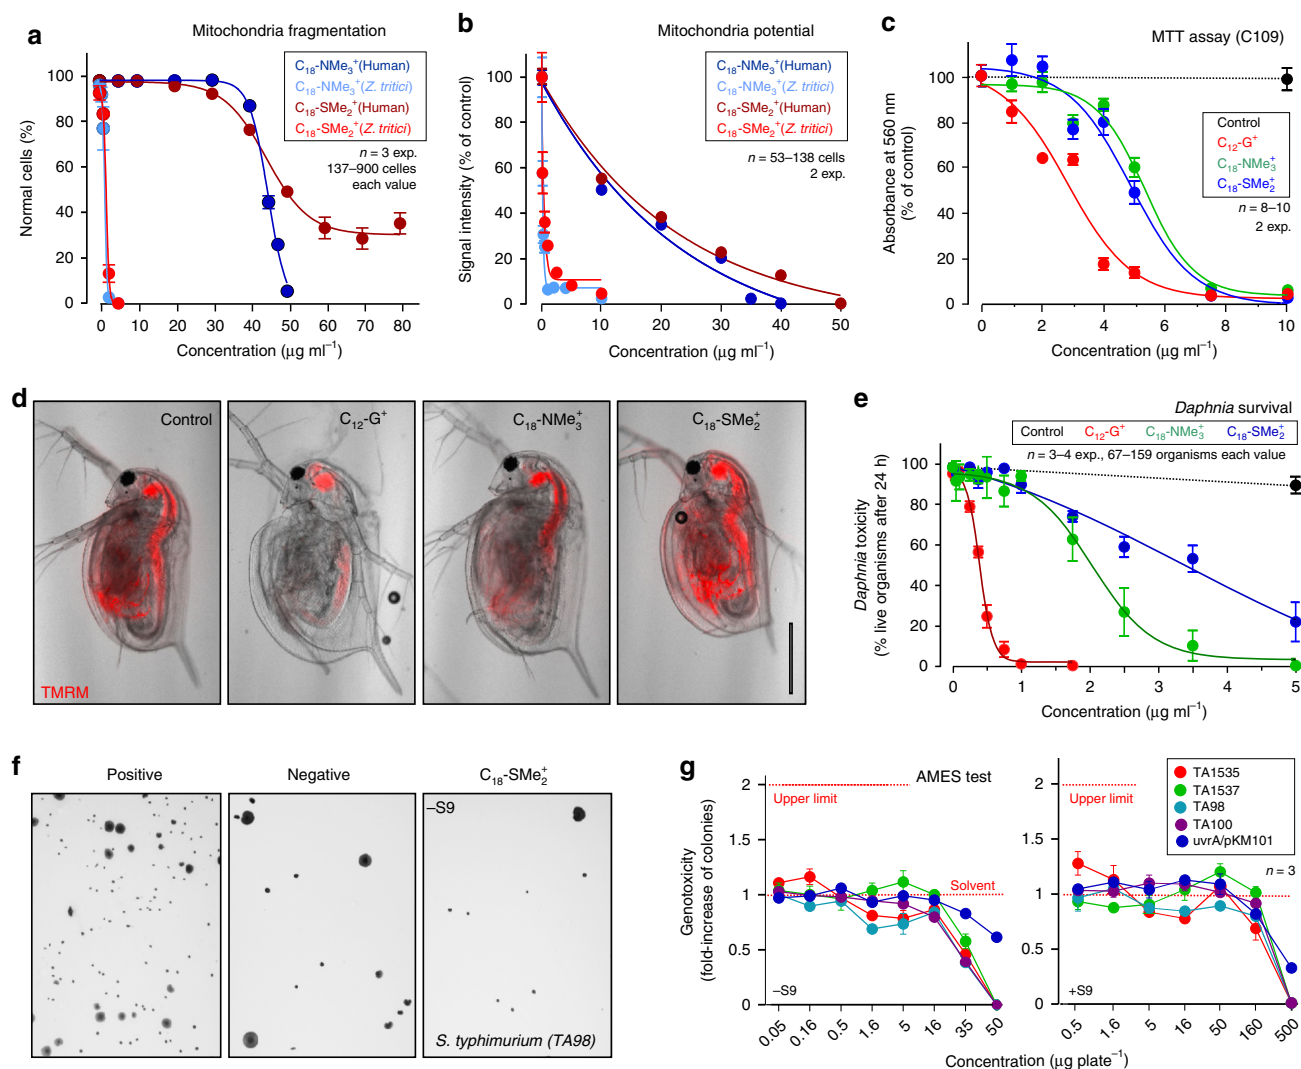 a
Mitochondria fragmentation
Normal cells (%)
100
80
60
40
20
0
C18-NMe3+(Human)
C18-NMe3+(Z. tritici)
C18-SMe2+(Human)
C18-SMe2+(Z. tritici)
n = 3 exp.
137–900 celles
each value
0 10 20 30 40 50 60 70 80
Concentration (μg ml−1)
b
Mitochondria potential
Signal intensity (% of control)
100
80
60
40
20
0
C18-NMe3+(Human)
C18-NMe3+(Z. tritici)
C18-SMe2+(Human)
C18-SMe2+(Z. tritici)
n = 53–138 cells
2 exp.
0 10 20 30 40 50
Concentration (μg ml−1)
c
MTT assay (C109)
Absorbance at 560 nm
(% of control)
100
80
60
40
20
0
Control
C12-G+
C18-NMe3+
C18-SMe2+
n = 8–10
2 exp.
0 2 4 6 8 10
Concentration (μg ml−1)
d
Control
C12-G+
C18-NMe3+
C18-SMe2+
TMRM
e
Daphnia survival
Control C12-G+ C18-NMe3+ C18-SMe2+
n = 3–4 exp., 67–159 organisms each value
Daphnia toxicity
(% live organisms after 24 h)
100
80
60
40
20
0
0 1 2 3 4 5
Concentration (μg ml−1)
f
Positive
Negative
C18-SMe2+
–S9
S. typhimurium (TA98)
g
AMES test
Genotoxicity
(fold-increase of colonies)
2
1.5
1
0.5
0
Upper limit
Solvent
–S9
0.05 0.16 0.5 1.6 5 16 35 50
2
1.5
1
0.5
0
Upper limit
TA1535
TA1537
TA98
TA100
uvrA/pKM101
n = 3
+S9
0.5 1.6 5 16 50 160 500
Concentration (μg plate−1)